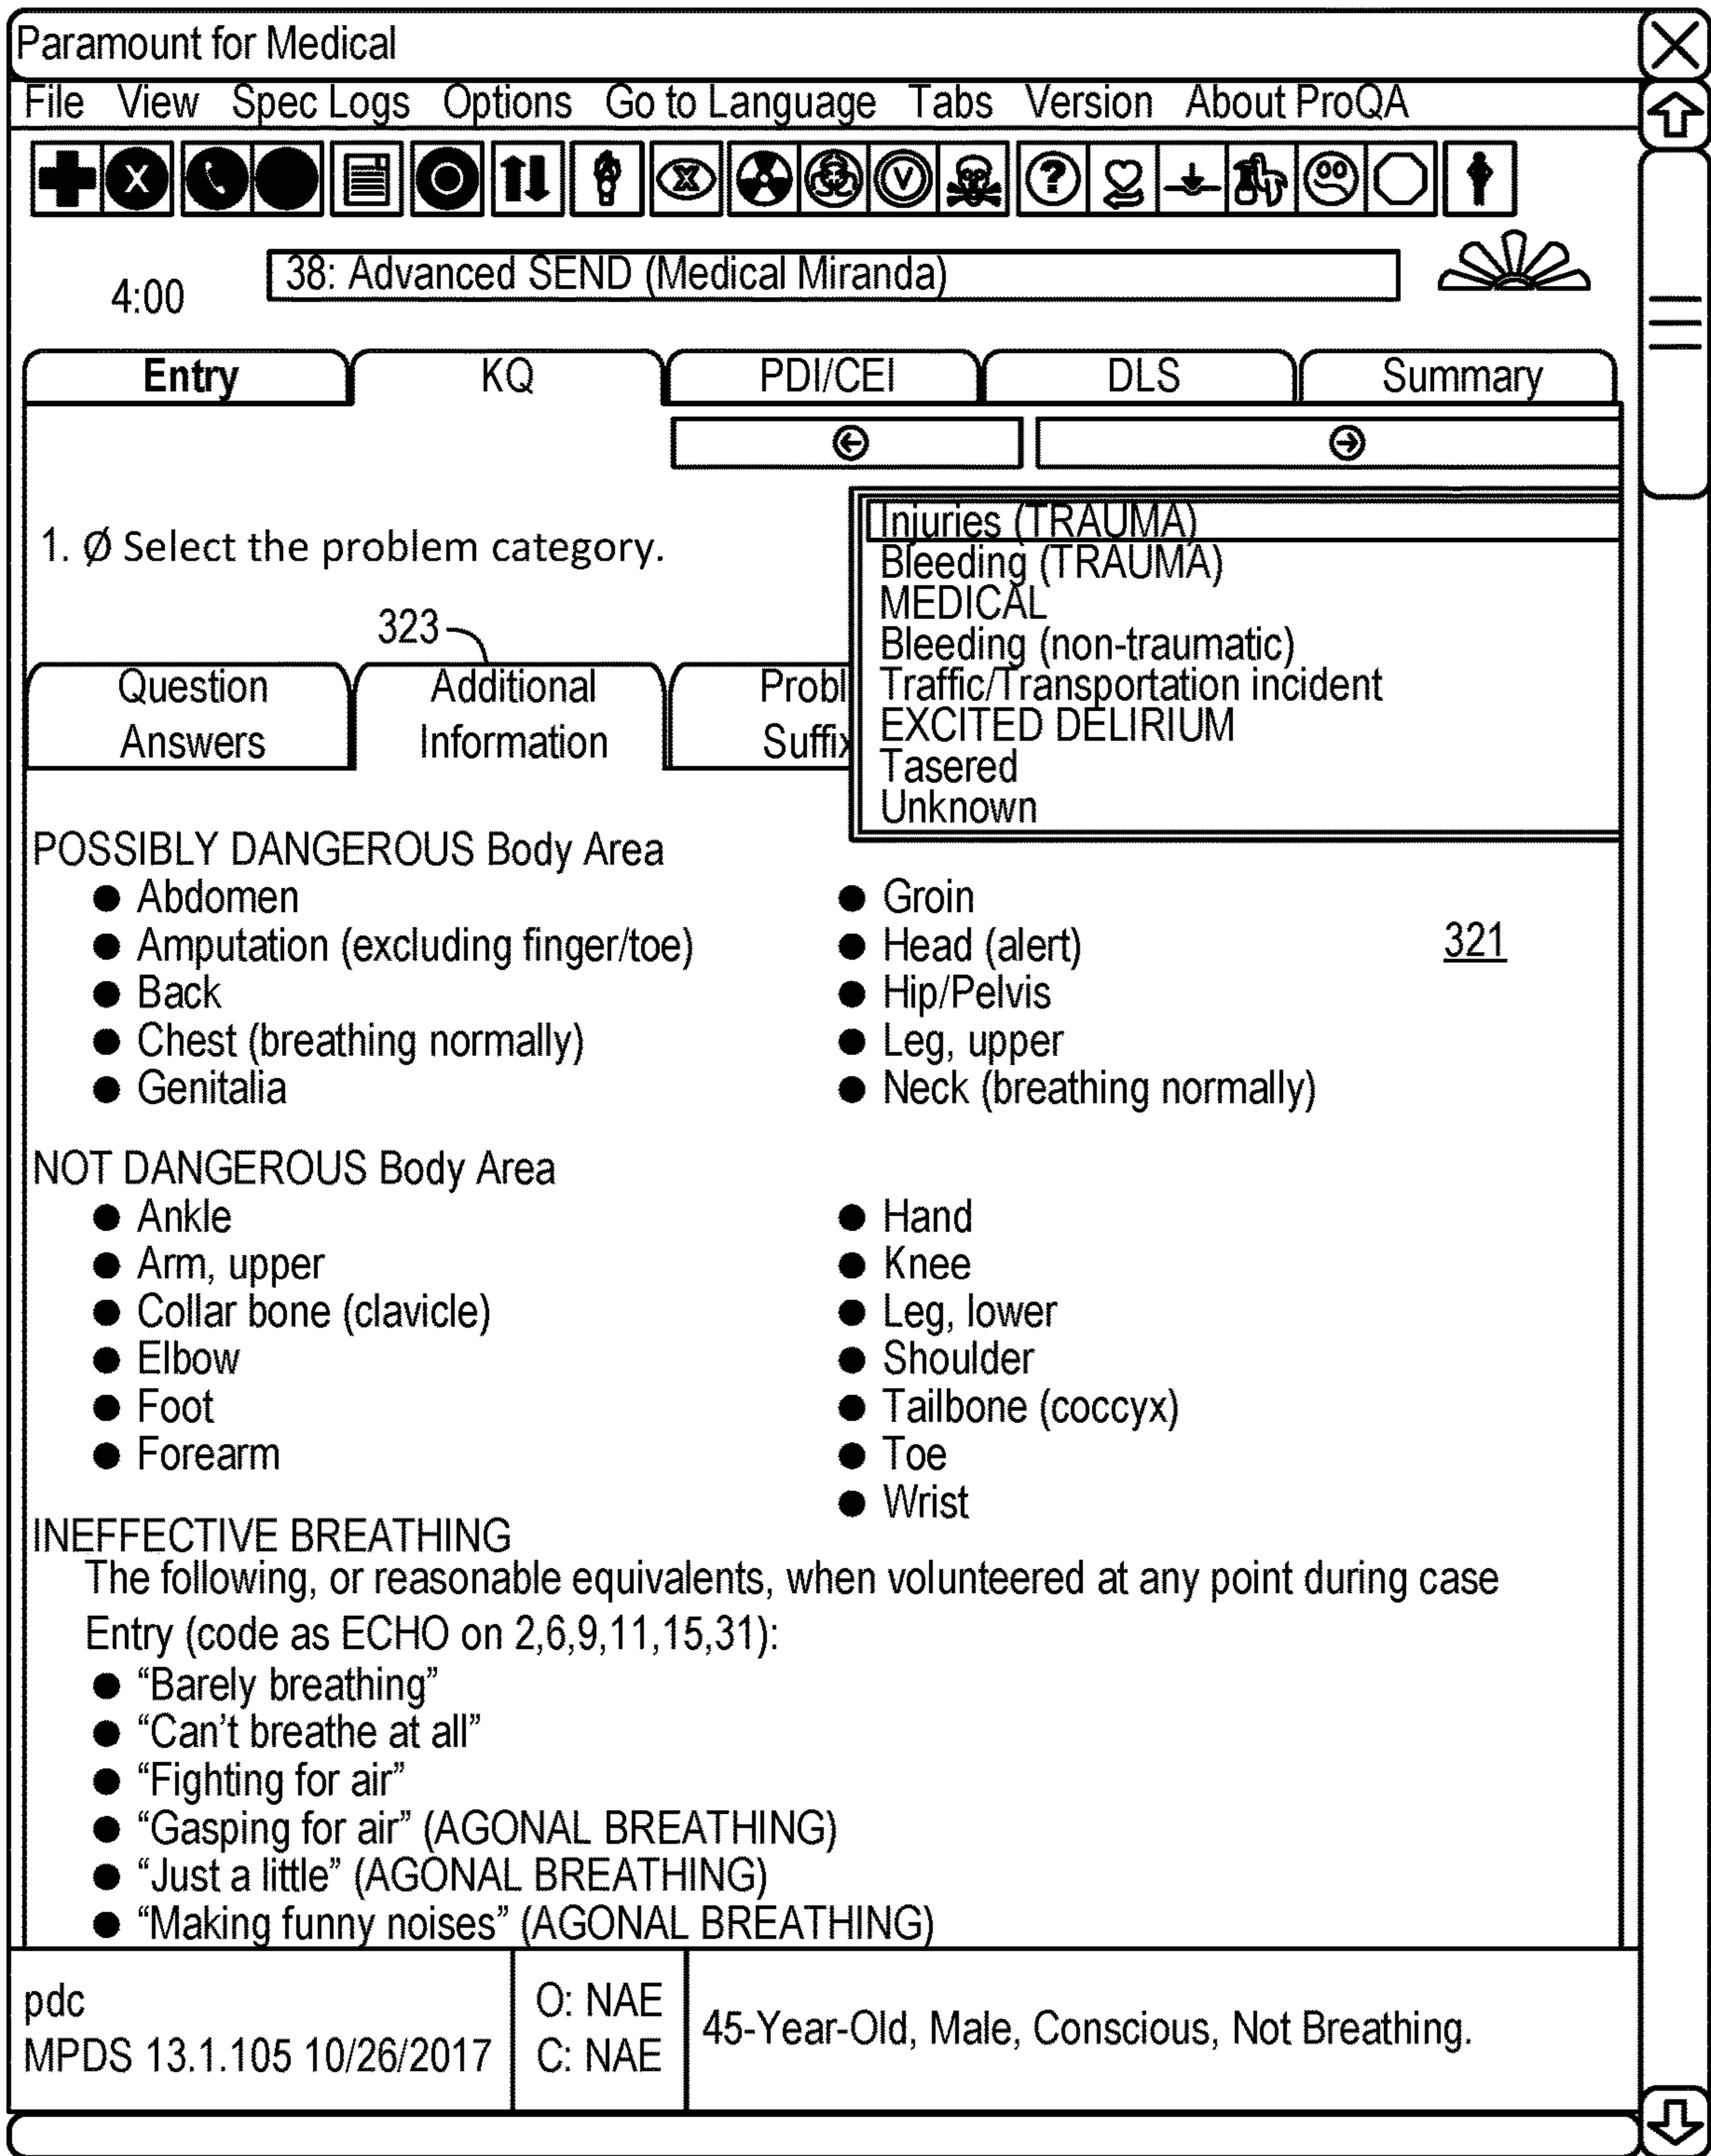 Paramount for Medical
File View Spec Logs Options Go to Language Tabs Version About ProQA
X
X
V
?
4:00
38: Advanced SEND (Medical Miranda)
Entry KQ PDI/CEI DLS Summary
1. Ø Select the problem category.
Injuries (TRAUMA)
Bleeding (TRAUMA)
MEDICAL
Bleeding (non-traumatic)
Traffic/Transportation incident
EXCITED DELIRIUM
Tasered
Unknown
323
Question Answers
Additional Information
Probl
Suffix
POSSIBLY DANGEROUS Body Area
● Abdomen
● Amputation (excluding finger/toe)
● Back
● Chest (breathing normally)
● Genitalia
● Groin
● Head (alert)
● Hip/Pelvis
● Leg, upper
● Neck (breathing normally)
321
NOT DANGEROUS Body Area
● Ankle
● Arm, upper
● Collar bone (clavicle)
● Elbow
● Foot
● Forearm
● Hand
● Knee
● Leg, lower
● Shoulder
● Tailbone (coccyx)
● Toe
● Wrist
INEFFECTIVE BREATHING
The following, or reasonable equivalents, when volunteered at any point during case
Entry (code as ECHO on 2,6,9,11,15,31):
● “Barely breathing”
● “Can’t breathe at all”
● “Fighting for air”
● “Gasping for air” (AGONAL BREATHING)
● “Just a little” (AGONAL BREATHING)
● “Making funny noises” (AGONAL BREATHING)
pdc
MPDS 13.1.105 10/26/2017
O: NAE
C: NAE
45-Year-Old, Male, Conscious, Not Breathing.